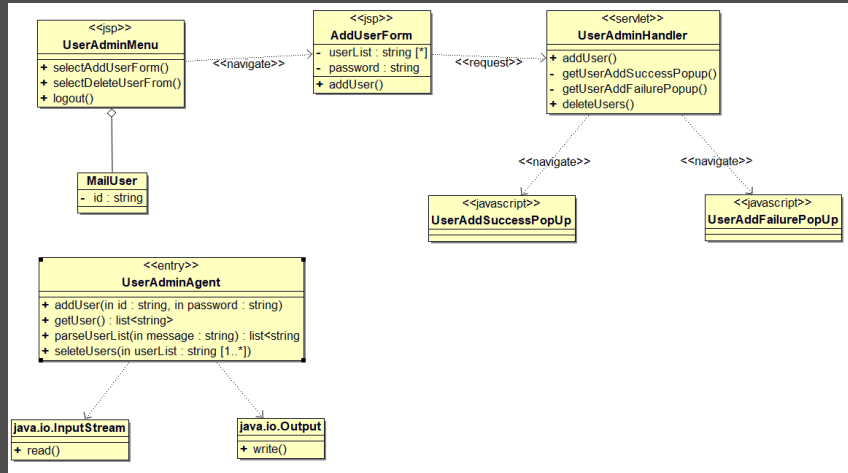 <<jsp>>
UserAdminMenu
+ selectAddUserForm()
+ selectDeleteUserFrom()
+ logout()
<<navigate>>
<<jsp>>
AddUserForm
- userList : string [*]
- password : string
+ addUser()
<<request>>
<<servlet>>
UserAdminHandler
+ addUser()
- getUserAddSuccessPopup()
- getUserAddFailurePopup()
+ deleteUsers()
MailUser
- id : string
<<navigate>>
<<navigate>>
<<javascript>>
UserAddSuccessPopUp
<<javascript>>
UserAddFailurePopUp
<<entry>>
UserAdminAgent
+ addUser(in id : string, in password : string)
+ getUser() : list<string>
+ parseUserList(in message : string) : list<string
+ seleteUsers(in userList : string [1..*])
java.io.InputStream
+ read()
java.io.Output
+ write()